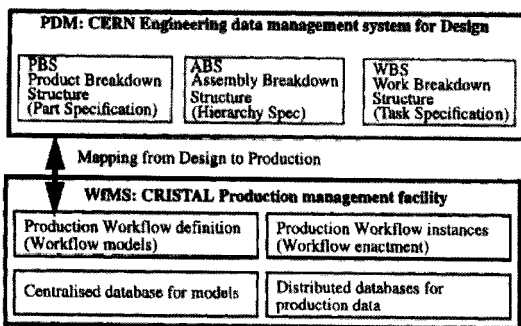 PDM: CERN Engineering data management system for Design
PBS
Product Breakdown
Structure
(Part Specification)
ABS
Assembly Breakdown
Structure
(Hierarchy Spec)
WBS
Work Breakdown
Structure
(Task Specification)
Mapping from Design to Production
WfMS: CRISTAL Production management facility
Production Workflow definition
(Workflow models)
Production Workflow instances
(Workflow enactment)
Centralised database for models
Distributed databases for
production data